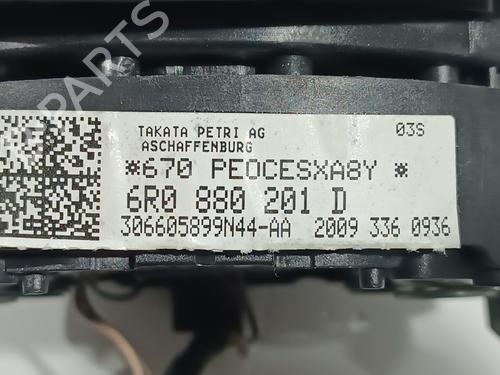 TAKATA PETRI AG
ASCHAFFENBURG
03S
*670 PEOCESXA8Y *
6R0 880 201 D
306605899N44-AA 2009 336 0936
PARTS